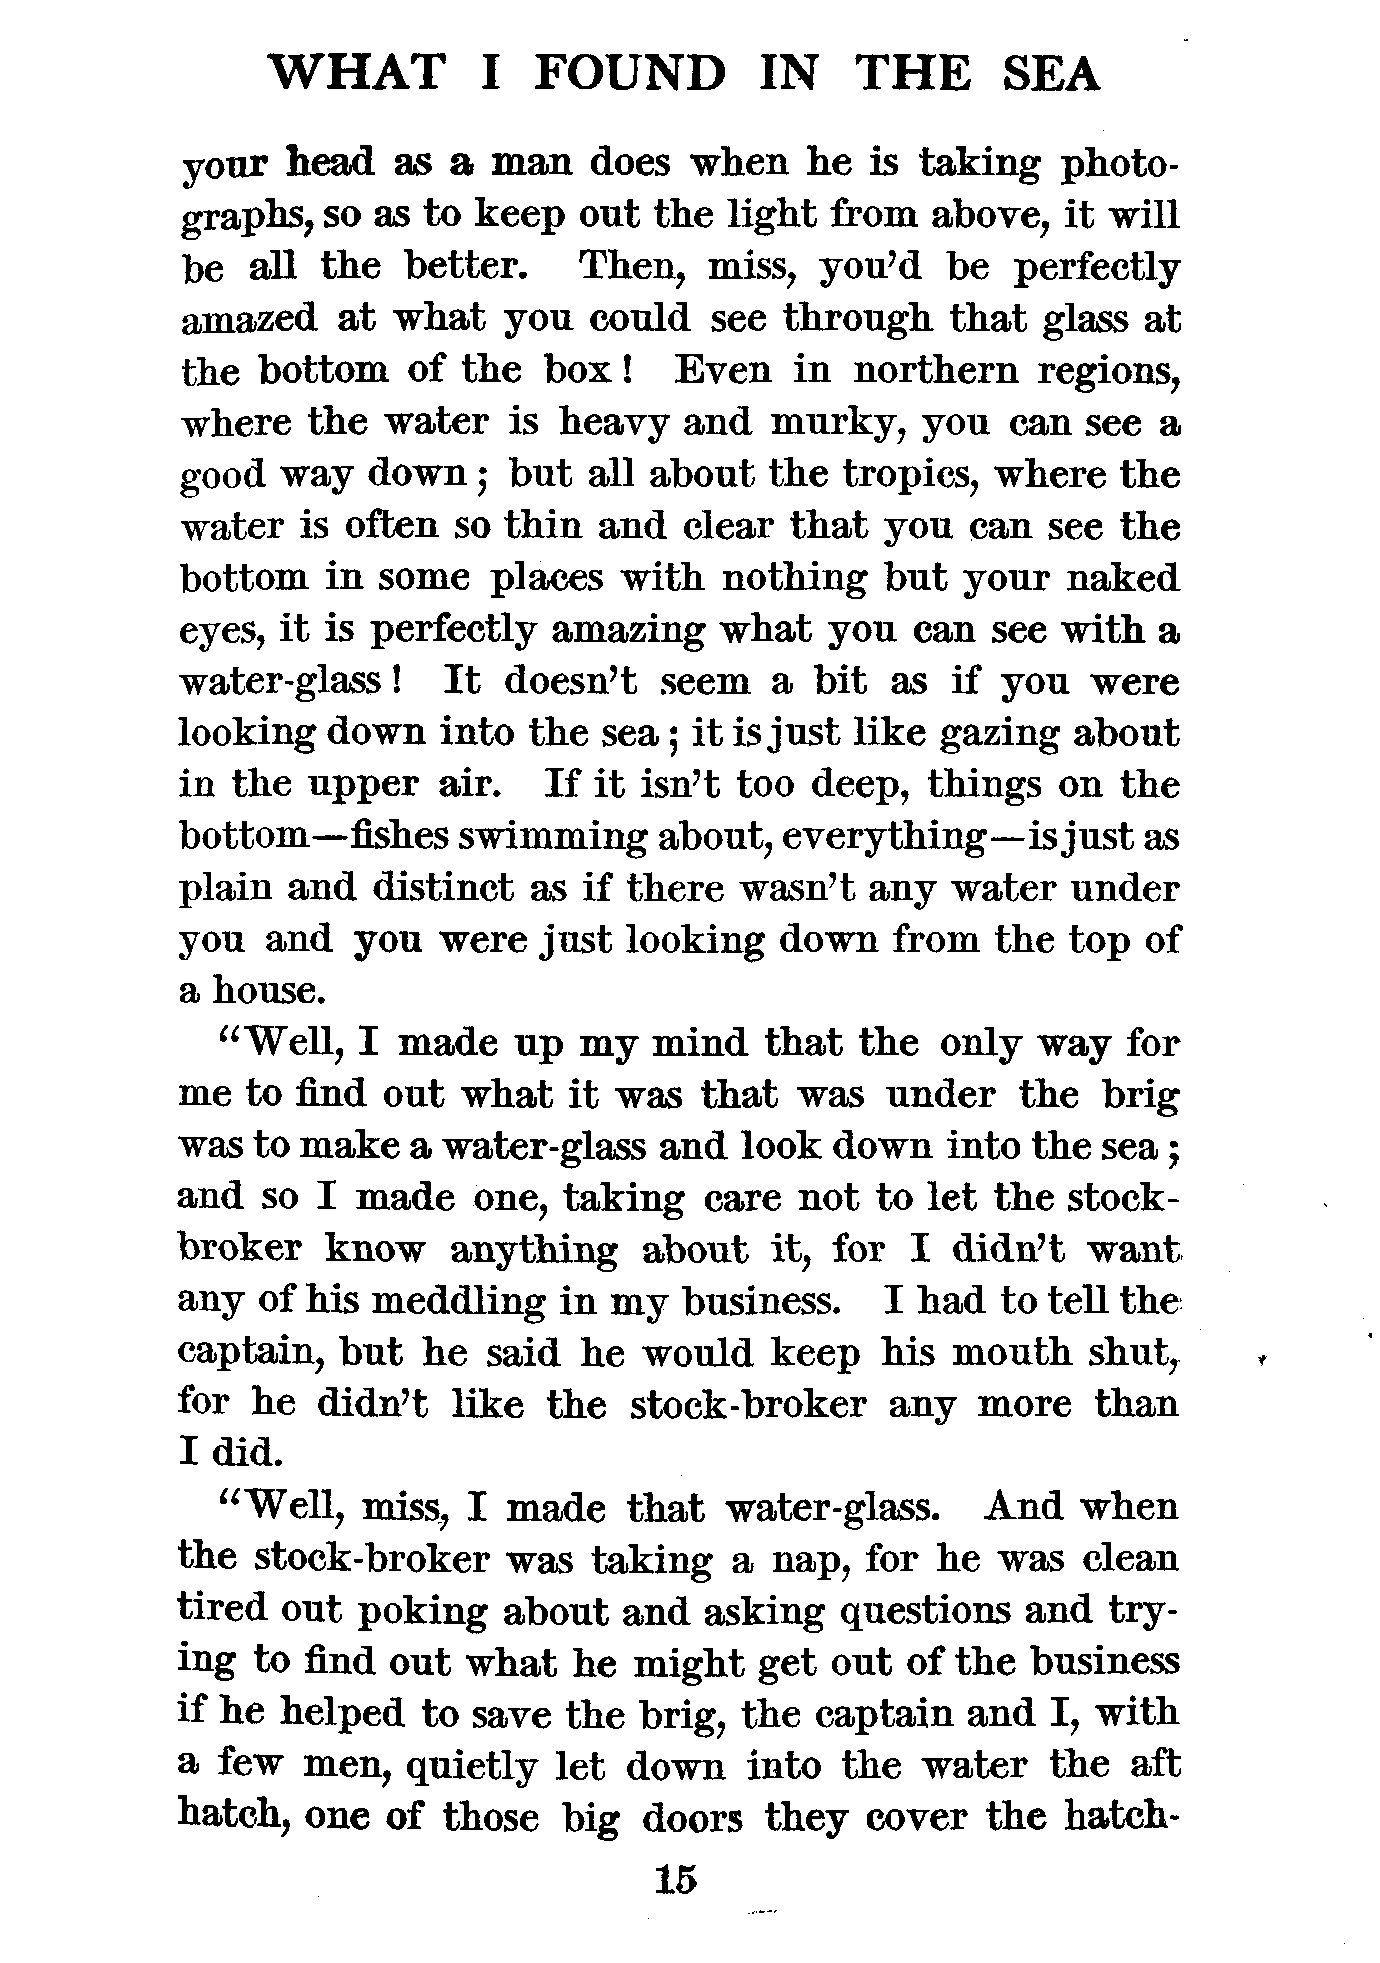 WHAT I FOUND IN THE SEA
your head as a man does when he is taking photo-
graphs, so as to keep out the light from above, it will
be all the better. Then, miss, you'd be perfectly
amazed at what you could see through that glass at
the bottom of the box! Even in northern regions,
where the water is heavy and murky, you can see a
good way down; but all about the tropics, where the
water is often so thin and clear that you can see the
bottom in some places with nothing but your naked
eyes, it is perfectly amazing what you can see with a
water-glass! It doesn't seem a bit as if you were
looking down into the sea; it is just like gazing about
in the upper air. If it isn't too deep, things on the
bottom—fishes swimming about, everything—is just as
plain and distinct as if there wasn't any water under
you and you were just looking down from the top of
a house.
"Well, I made up my mind that the only way for
me to find out what it was that was under the brig
was to make a water-glass and look down into the sea;
and so I made one, taking care not to let the stock-
broker know anything about it, for I didn't want
any of his meddling in my business. I had to tell the
captain, but he said he would keep his mouth shut,
for he didn't like the stock-broker any more than
I did.
"Well, miss, I made that water-glass. And when
the stock-broker was taking a nap, for he was clean
tired out poking about and asking questions and try-
ing to find out what he might get out of the business
if he helped to save the brig, the captain and I, with
a few men, quietly let down into the water the aft
hatch, one of those big doors they cover the hatch-
15